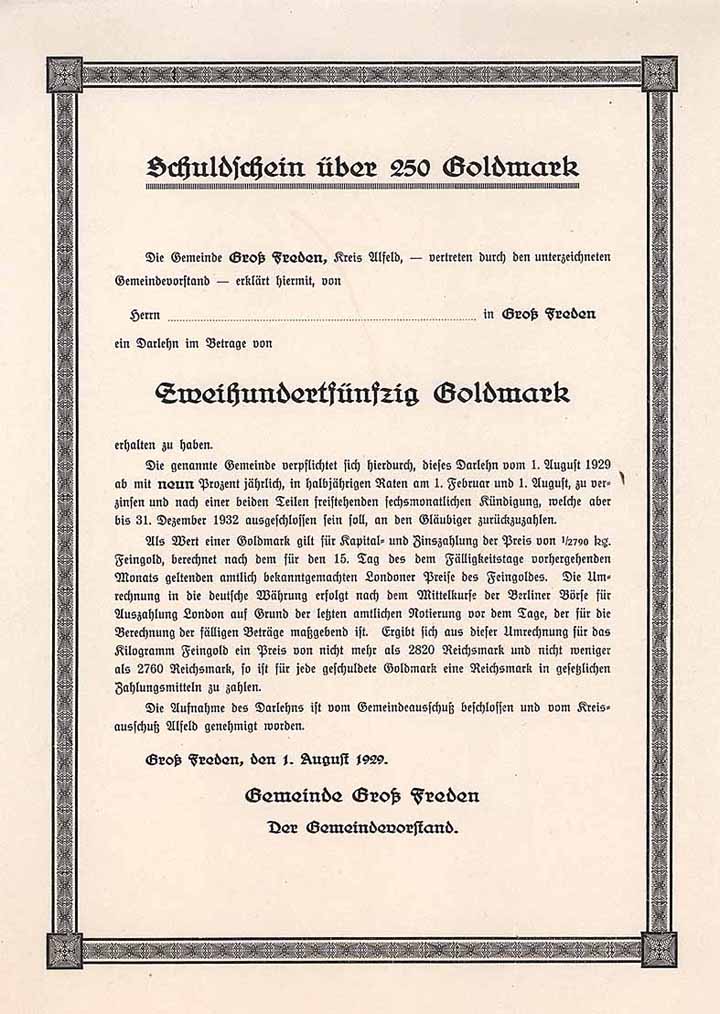 Schuldschein über 250 Goldmark
Die Gemeinde Groß Freden, Kreis Alfeld, — vertreten durch den unterzeichneten
Gemeindevorstand — erklärt hiermit, von
Herrn ........................................ in Groß Freden
ein Darlehn im Betrage von
Zweihundertfünfzig Goldmark
erhalten zu haben.
Die genannte Gemeinde verpflichtet sich hierdurch, dieses Darlehn vom 1. August 1929
ab mit neun Prozent jährlich, in halbjährigen Raten am 1. Februar und 1. August, zu ver-
zinsen und nach einer beiden Teilen freistehenden sechsmonatlichen Kündigung, welche aber
bis 31. Dezember 1932 ausgeschlossen sein soll, an den Gläubiger zurückzuzahlen.
Als Wert einer Goldmark gilt für Kapital- und Zinszahlung der Preis von 1/2790 kg.
Feingold, berechnet nach dem für den 15. Tag des dem Fälligkeitstage vorhergehenden
Monats geltenden amtlich bekanntgemachten Londoner Preise des Feingoldes. Die Um-
rechnung in die deutsche Währung erfolgt nach dem Mittelkurse der Berliner Börse für
Auszahlung London auf Grund der letzten amtlichen Notierung vor dem Tage, der für die
Berechnung der fälligen Beträge maßgebend ist. Ergibt sich aus dieser Umrechnung für das
Kilogramm Feingold ein Preis von nicht mehr als 2820 Reichsmark und nicht weniger
als 2760 Reichsmark, so ist für jede geschuldete Goldmark eine Reichsmark in gesetzlichen
Zahlungsmitteln zu zahlen.
Die Aufnahme des Darlehns ist vom Gemeindeausschuß beschlossen und vom Kreis-
ausschuß Alfeld genehmigt worden.
Groß Freden, den 1. August 1929.
Gemeinde Groß Freden
Der Gemeindevorstand.